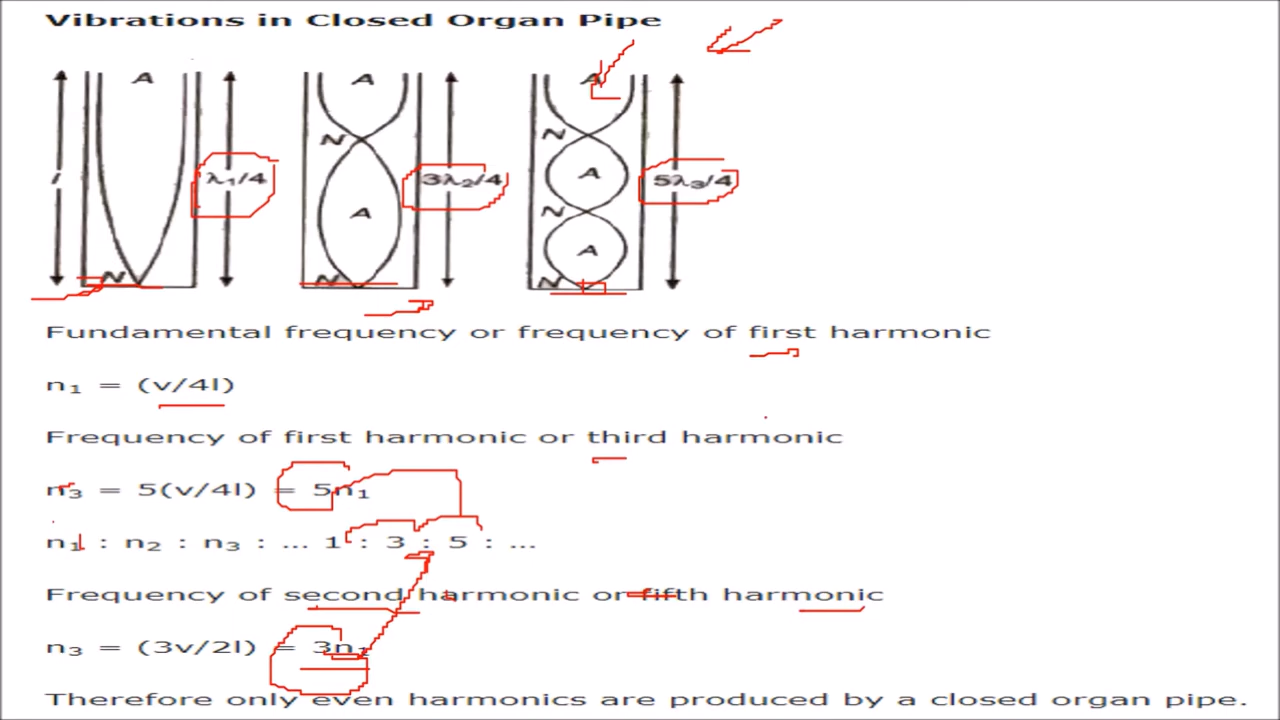 Vibrations in Closed Organ Pipe
A A A
N N
l λ₁/4 3λ₂/4 A 5λ₃/4
A N
A
N N N
Fundamental frequency or frequency of first harmonic
n₁ = (v/4l)
Frequency of first harmonic or third harmonic
n₃ = 5(v/4l) = 5n₁
n₁ : n₂ : n₃ : ... 1 : 3 : 5 : ...
Frequency of second harmonic or fifth harmonic
n₃ = (3v/2l) = 3n₁
Therefore only even harmonics are produced by a closed organ pipe.